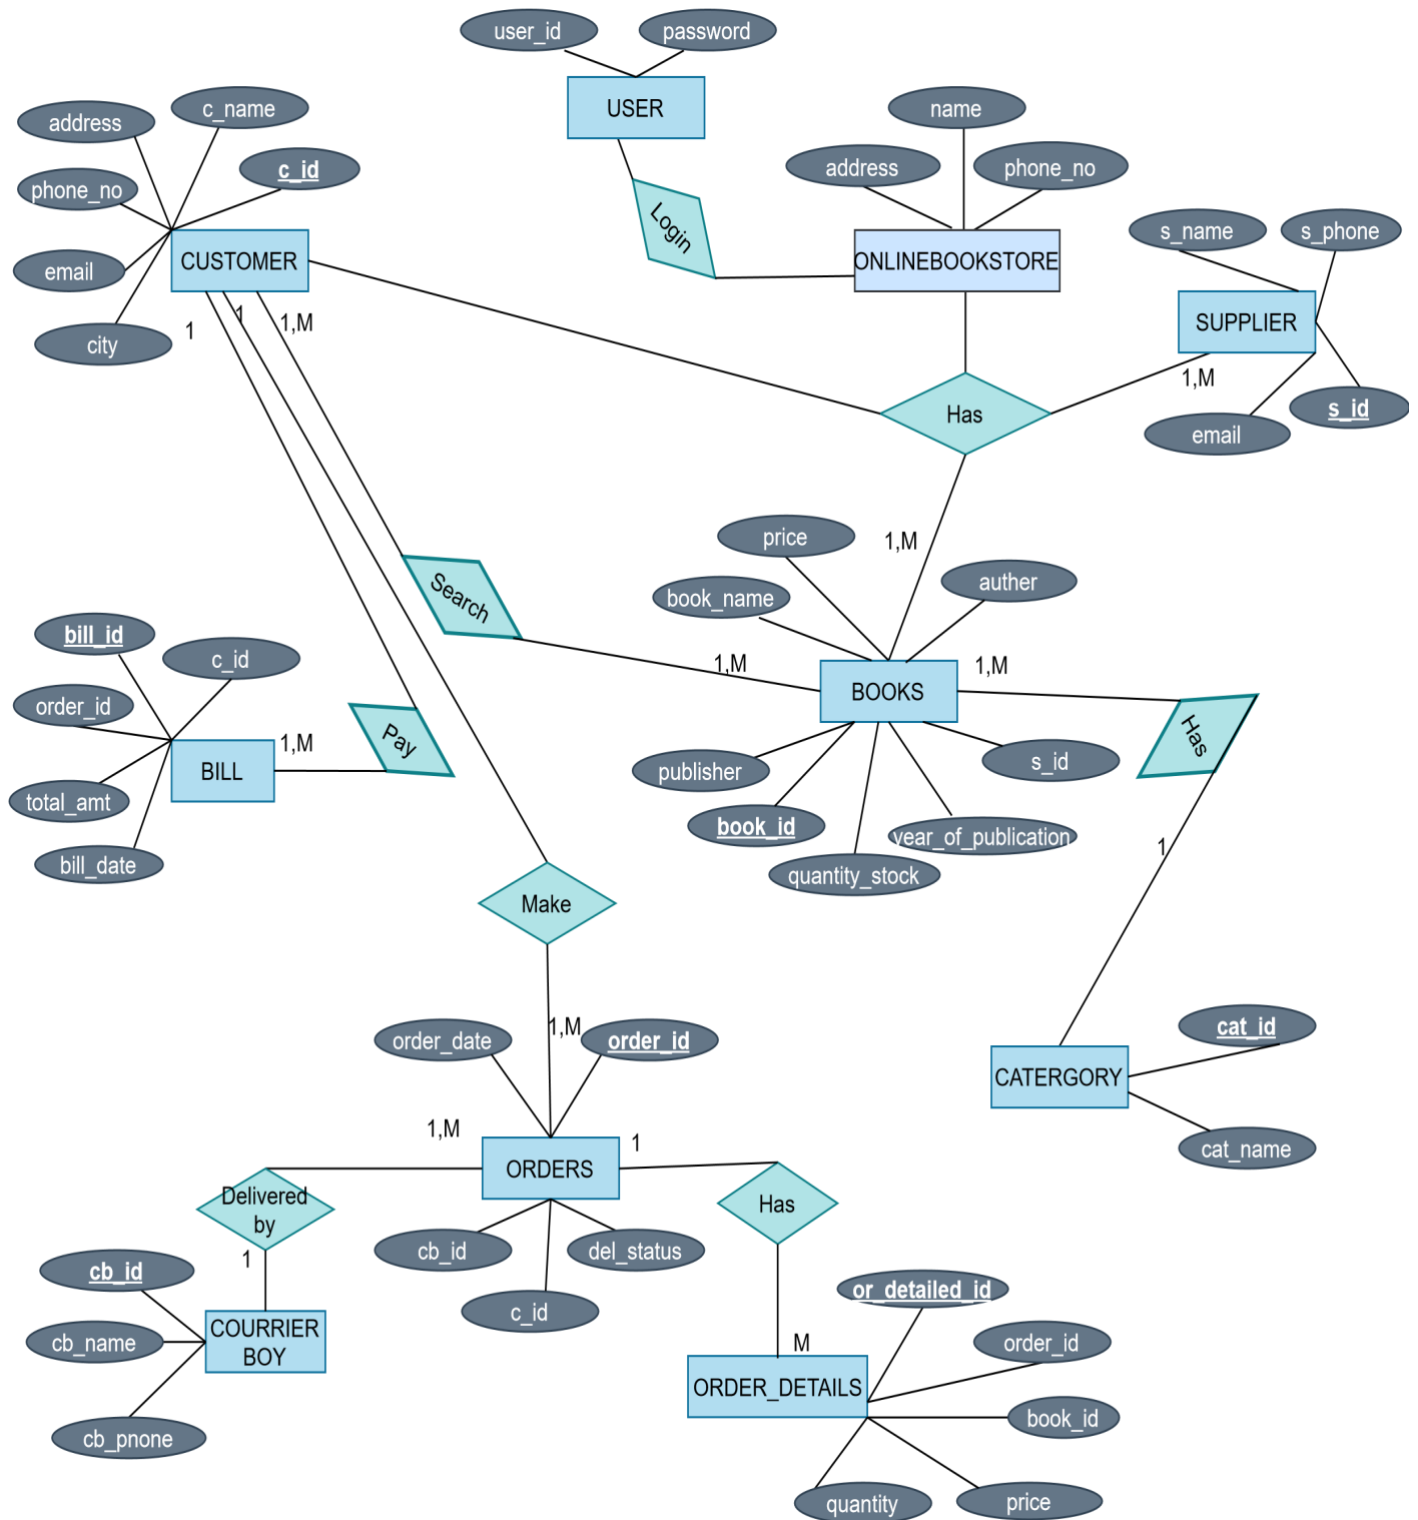 user_id
password
USER
c_name
address
name
c_id
phone_no
address
phone_no
Login
s_name
s_phone
CUSTOMER
ONLINEBOOKSTORE
email
SUPPLIER
1
1
1,M
city
1,M
Has
s_id
email
price
1,M
auther
Search
book_name
bill_id
c_id
1,M
1,M
BOOKS
order_id
Pay
1,M
Has
BILL
publisher
s_id
total_amt
book_id
year_of_publication
bill_date
quantity_stock
1
Make
order_date
1,M
order_id
cat_id
CATERGORY
1,M
1
cat_name
ORDERS
Delivered
by
Has
cb_id
del_status
1
cb_id
c_id
or_detailed_id
COURRIER
BOY
cb_name
M
order_id
ORDER_DETAILS
book_id
cb_pnone
quantity
price